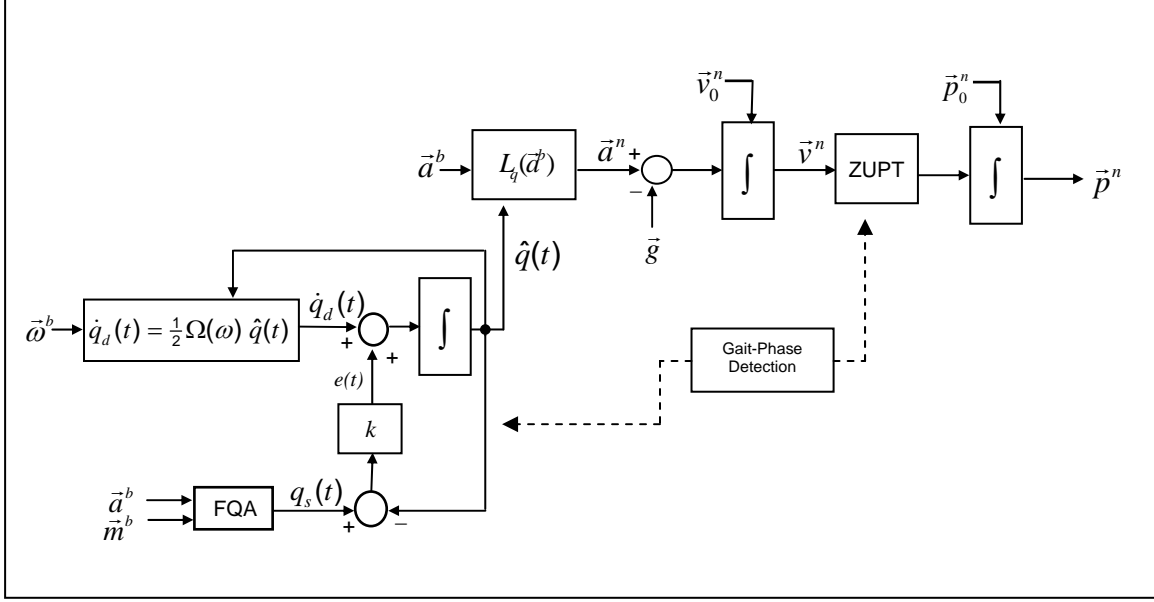 v⃗₀ⁿ
p⃗₀ⁿ
a⃗ᵇ
L_q(a⃗ᵇ)
a⃗ⁿ
+
−
∫
v⃗ⁿ
ZUPT
∫
p⃗ⁿ
g⃗
q̂(t)
ω⃗ᵇ
q̇_d(t) = ½ Ω(ω) q̂(t)
q̇_d(t)
+
+
∫
e(t)
k
Gait-Phase
Detection
a⃗ᵇ
m⃗ᵇ
FQA
q_s(t)
+
−